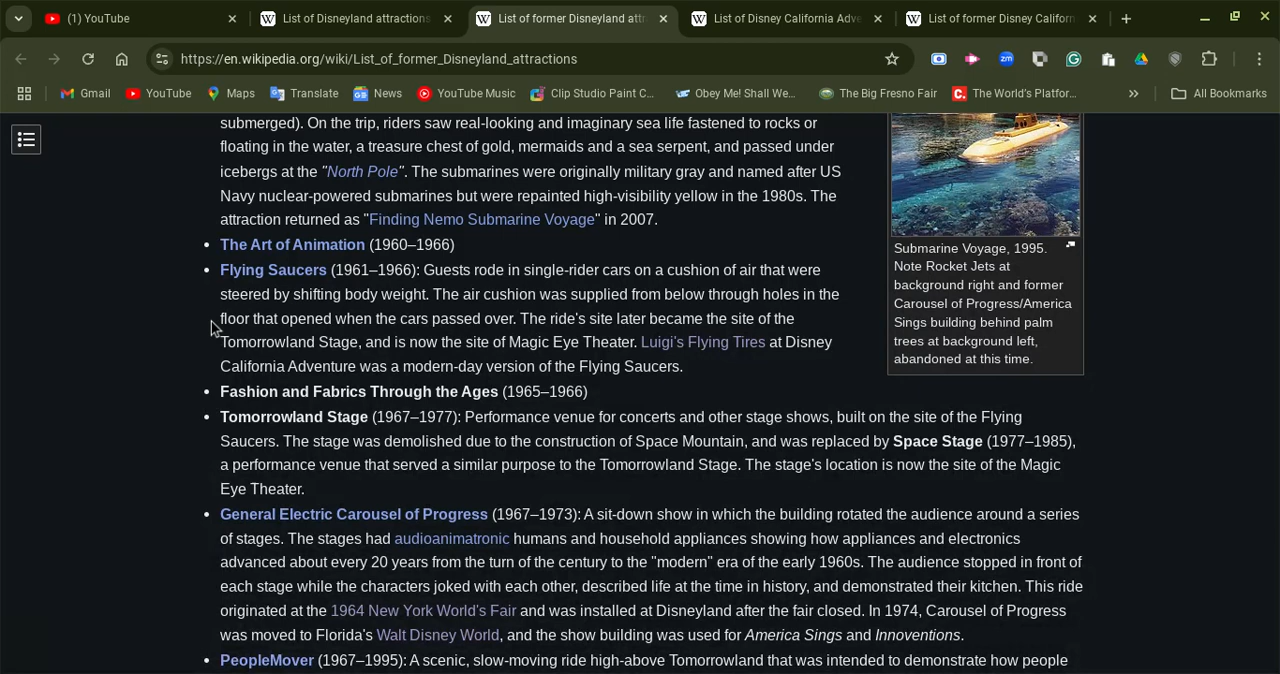 (1) YouTube
List of Disneyland attractions
List of former Disneyland attr
List of Disney California Adve
List of former Disney Californ
https://en.wikipedia.org/wiki/List_of_former_Disneyland_attractions
Gmail
YouTube
Maps
Translate
News
YouTube Music
Clip Studio Paint C...
Obey Me! Shall We...
The Big Fresno Fair
The World's Platfor...
All Bookmarks
submerged). On the trip, riders saw real-looking and imaginary sea life fastened to rocks or
floating in the water, a treasure chest of gold, mermaids and a sea serpent, and passed under
icebergs at the "North Pole". The submarines were originally military gray and named after US
Navy nuclear-powered submarines but were repainted high-visibility yellow in the 1980s. The
attraction returned as "Finding Nemo Submarine Voyage" in 2007.
The Art of Animation (1960–1966)
Flying Saucers (1961–1966): Guests rode in single-rider cars on a cushion of air that were
steered by shifting body weight. The air cushion was supplied from below through holes in the
floor that opened when the cars passed over. The ride's site later became the site of the
Tomorrowland Stage, and is now the site of Magic Eye Theater. Luigi's Flying Tires at Disney
California Adventure was a modern-day version of the Flying Saucers.
Submarine Voyage, 1995.
Note Rocket Jets at
background right and former
Carousel of Progress/America
Sings building behind palm
trees at background left,
abandoned at this time.
Fashion and Fabrics Through the Ages (1965–1966)
Tomorrowland Stage (1967–1977): Performance venue for concerts and other stage shows, built on the site of the Flying
Saucers. The stage was demolished due to the construction of Space Mountain, and was replaced by Space Stage (1977–1985),
a performance venue that served a similar purpose to the Tomorrowland Stage. The stage's location is now the site of the Magic
Eye Theater.
General Electric Carousel of Progress (1967–1973): A sit-down show in which the building rotated the audience around a series
of stages. The stages had audioanimatronic humans and household appliances showing how appliances and electronics
advanced about every 20 years from the turn of the century to the "modern" era of the early 1960s. The audience stopped in front of
each stage while the characters joked with each other, described life at the time in history, and demonstrated their kitchen. This ride
originated at the 1964 New York World's Fair and was installed at Disneyland after the fair closed. In 1974, Carousel of Progress
was moved to Florida's Walt Disney World, and the show building was used for America Sings and Innoventions.
PeopleMover (1967–1995): A scenic, slow-moving ride high-above Tomorrowland that was intended to demonstrate how people